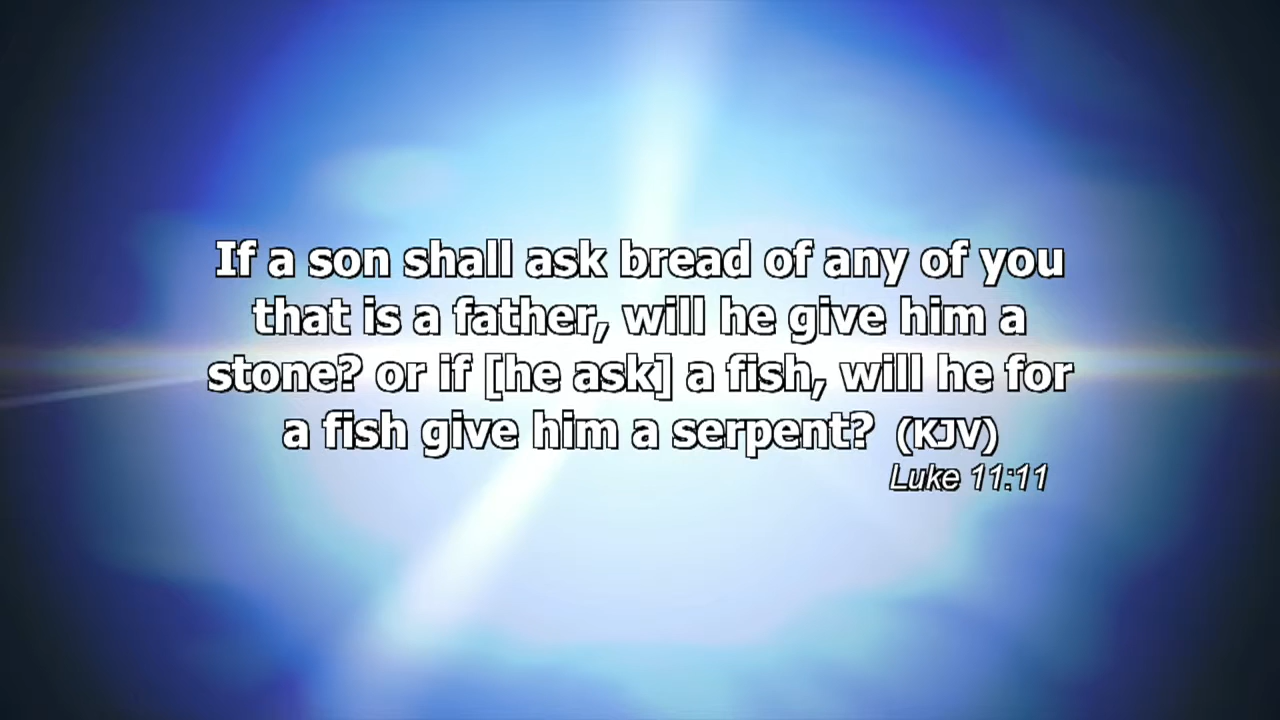 If a son shall ask bread of any of you
that is a father, will he give him a
stone? or if [he ask] a fish, will he for
a fish give him a serpent? (KJV)
Luke 11:11